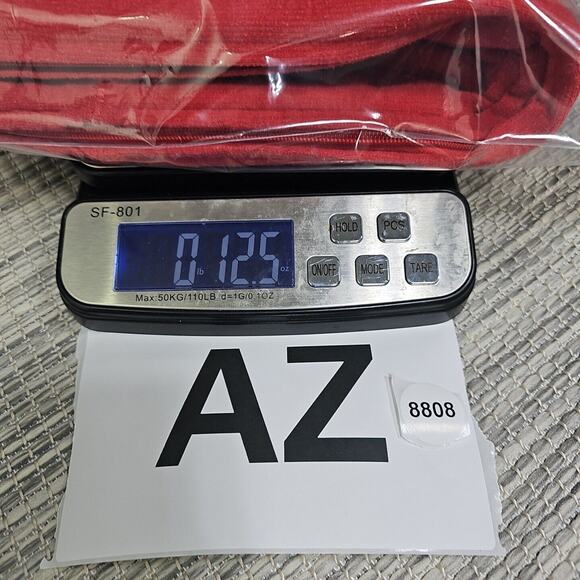 SF-801
0 lb 12.5 oz
HOLD PCS
ON/OFF MODE TARE
Max:50KG/110LB d=1G/0.1OZ
AZ
8808